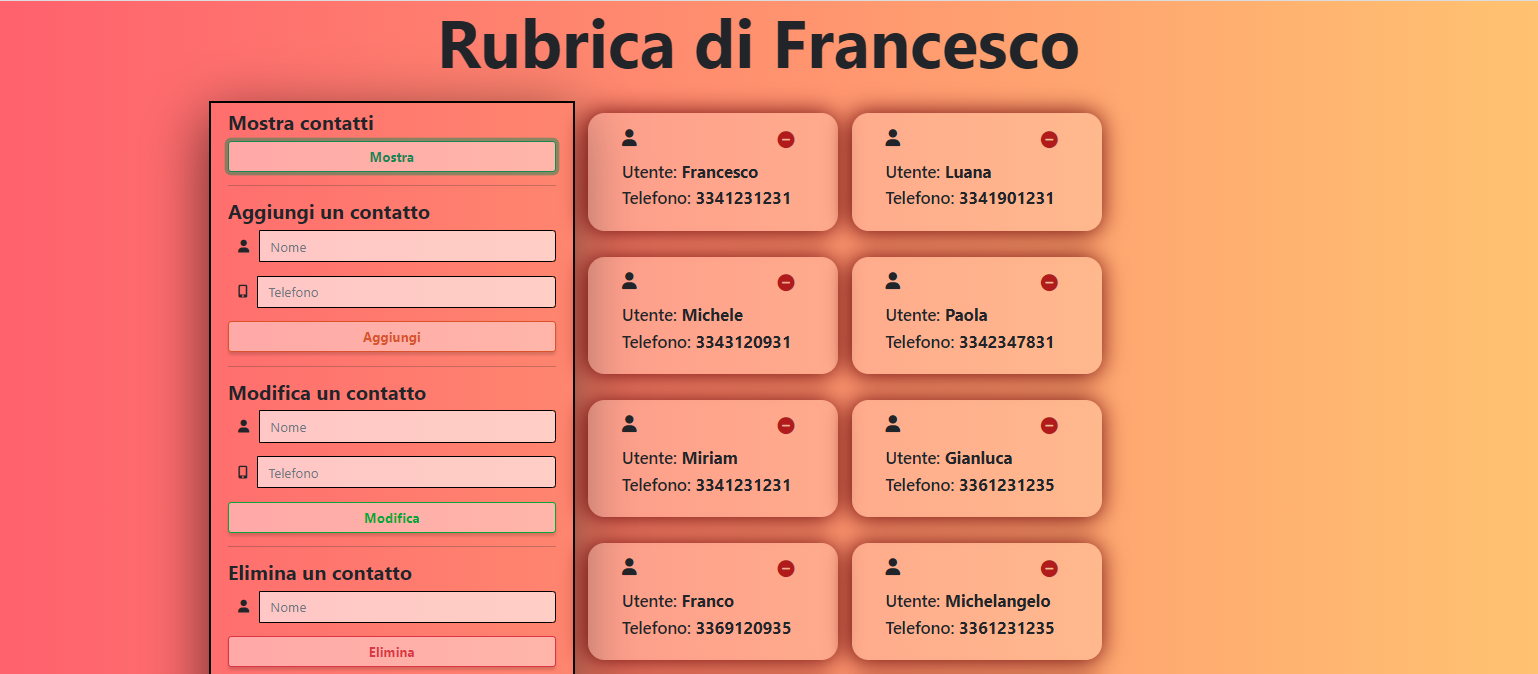 Rubrica di Francesco
Mostra contatti
Mostra
Aggiungi un contatto
Nome
Telefono
Aggiungi
Modifica un contatto
Nome
Telefono
Modifica
Elimina un contatto
Nome
Elimina
Utente: Francesco
Telefono: 3341231231
Utente: Luana
Telefono: 3341901231
Utente: Michele
Telefono: 3343120931
Utente: Paola
Telefono: 3342347831
Utente: Miriam
Telefono: 3341231231
Utente: Gianluca
Telefono: 3361231235
Utente: Franco
Telefono: 3369120935
Utente: Michelangelo
Telefono: 3361231235